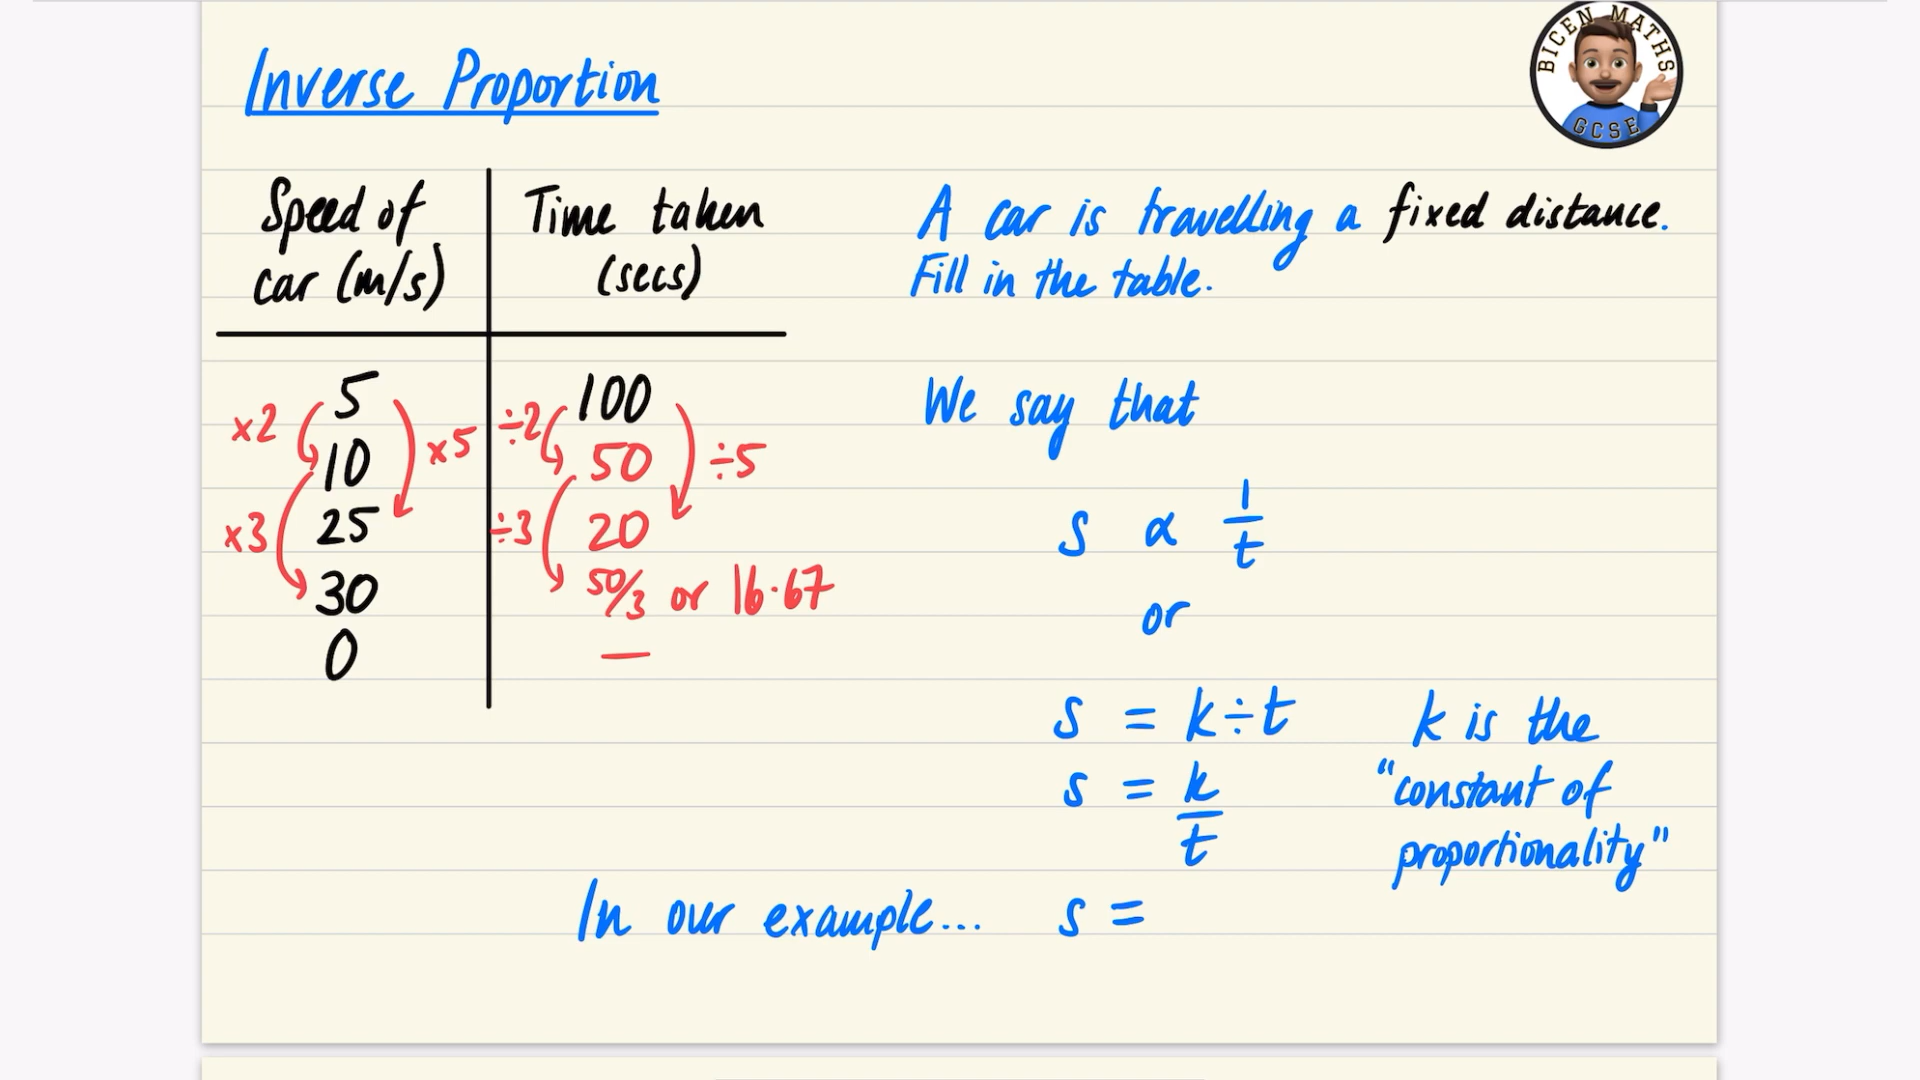 Inverse Proportion
BICEN MATHS
GCSE
Speed of
car (m/s)
Time taken
(secs)
A car is travelling a fixed distance.
Fill in the table.
5 100
×2 ×5 ÷2 ÷5
10 50
×3 25 ÷3 20
30 50/3 or 16.67
0 —
We say that
s ∝ 1/t
or
s = k ÷ t
s = k/t
k is the
"constant of
proportionality"
In our example... s =